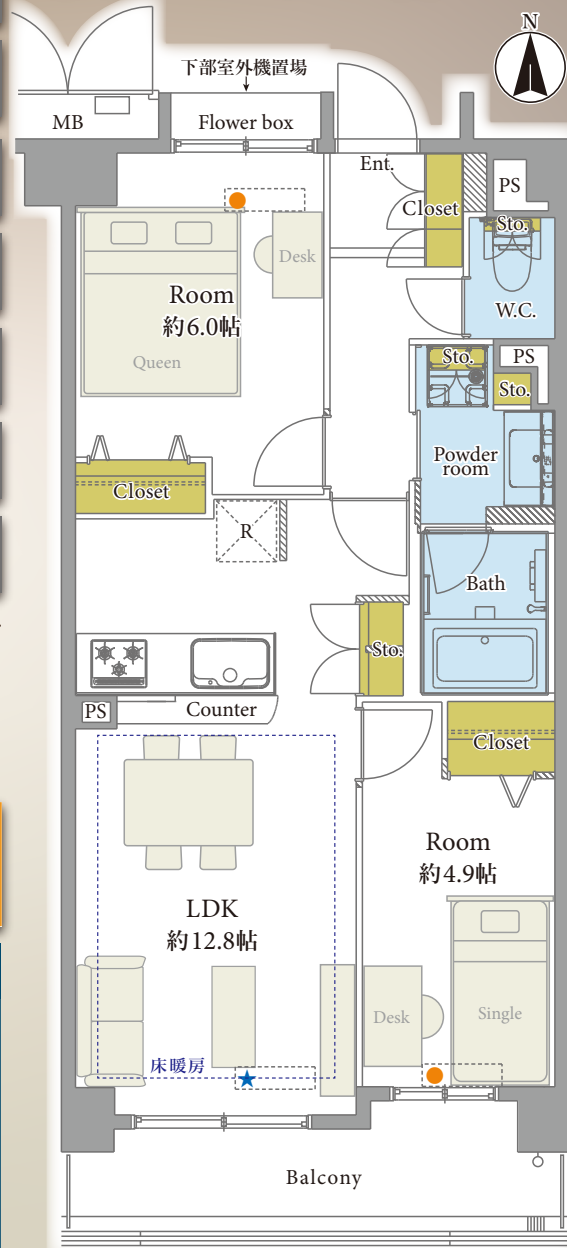 N
下部室外機置場
MB
Flower box
Ent.
Closet
PS
Sto.
W.C.
Desk
Room
約6.0帖
Queen
Sto.
PS
Sto.
Powder
room
Closet
R
Bath
Sto.
PS
Counter
Closet
Room
約4.9帖
LDK
約12.8帖
Desk
Single
床暖房
Balcony